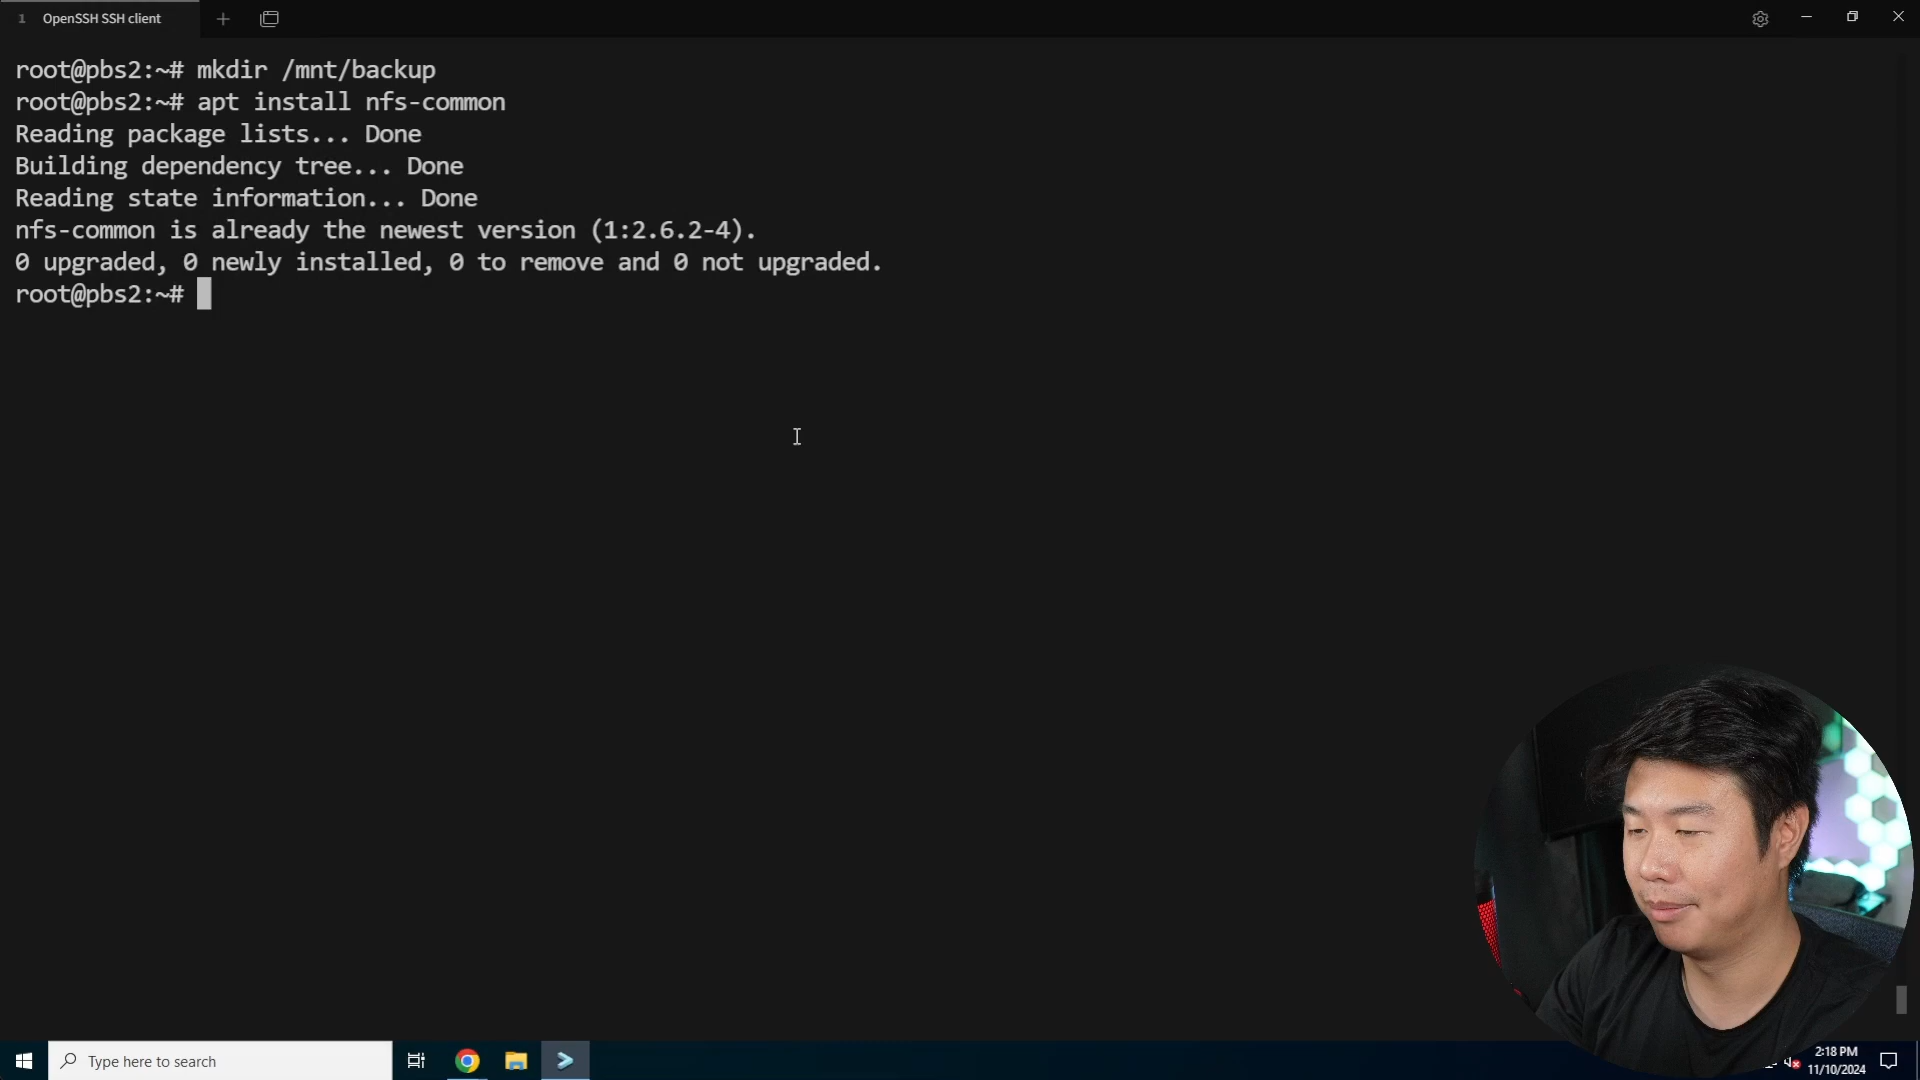 1 OpenSSH SSH client
root@pbs2:~# mkdir /mnt/backup
root@pbs2:~# apt install nfs-common
Reading package lists... Done
Building dependency tree... Done
Reading state information... Done
nfs-common is already the newest version (1:2.6.2-4).
0 upgraded, 0 newly installed, 0 to remove and 0 not upgraded.
root@pbs2:~#
Type here to search
2:18 PM
11/10/2024